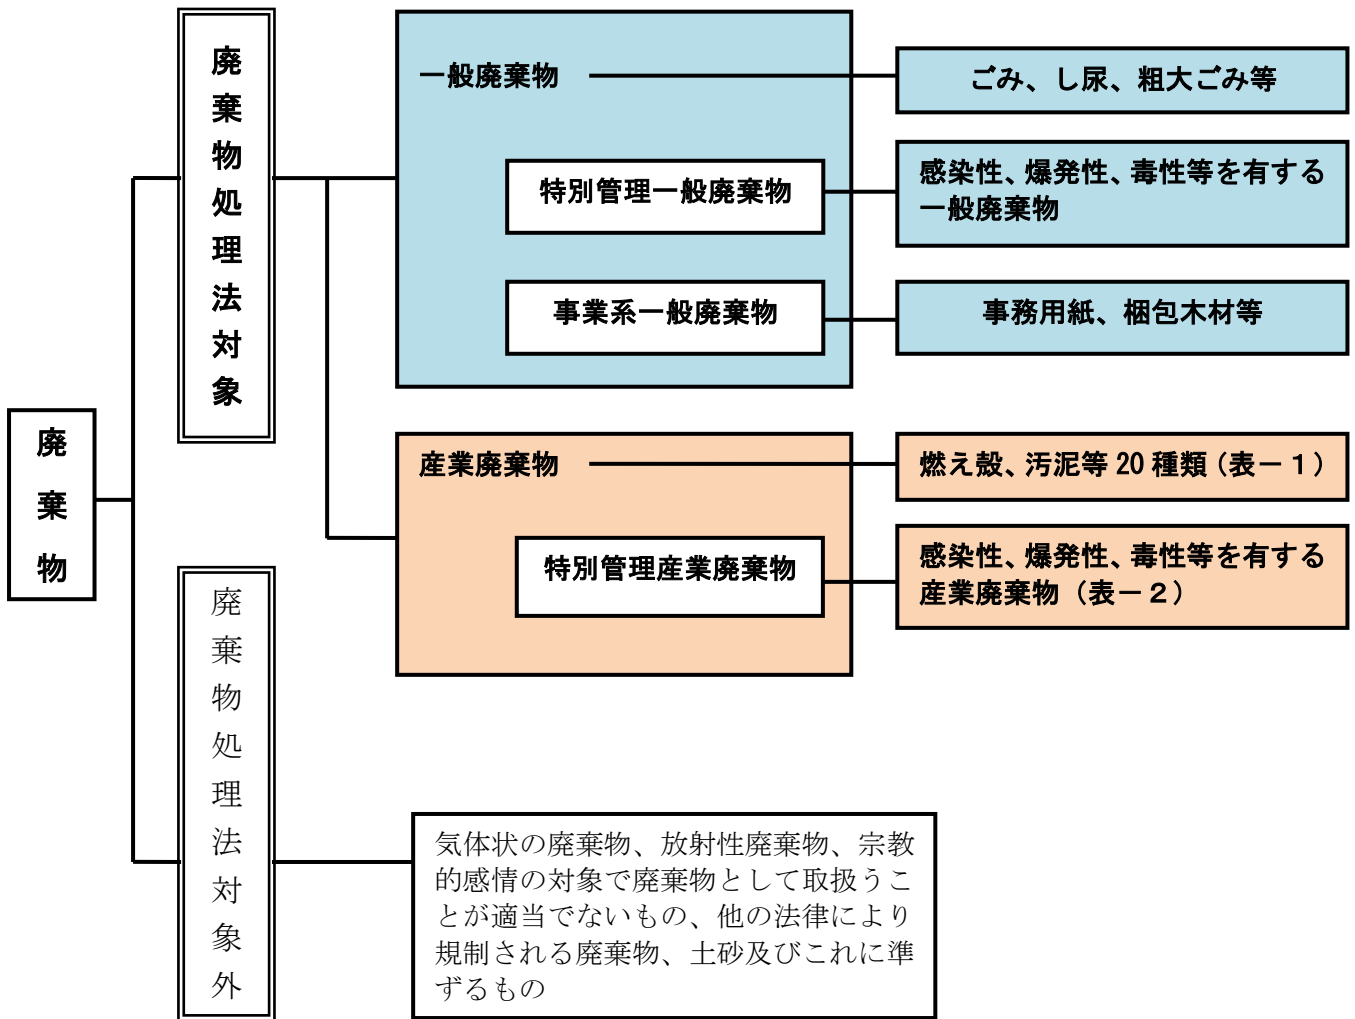 廃棄物
廃棄物処理法対象
一般廃棄物
ごみ、し尿、粗大ごみ等
特別管理一般廃棄物
感染性、爆発性、毒性等を有する
一般廃棄物
事業系一般廃棄物
事務用紙、梱包木材等
産業廃棄物
燃え殻、汚泥等 20 種類（表－１）
特別管理産業廃棄物
感染性、爆発性、毒性等を有する
産業廃棄物（表－２）
廃棄物処理法対象外
気体状の廃棄物、放射性廃棄物、宗教
的感情の対象で廃棄物として取扱うこ
とが適当でないもの、他の法律により
規制される廃棄物、土砂及びこれに準
ずるもの